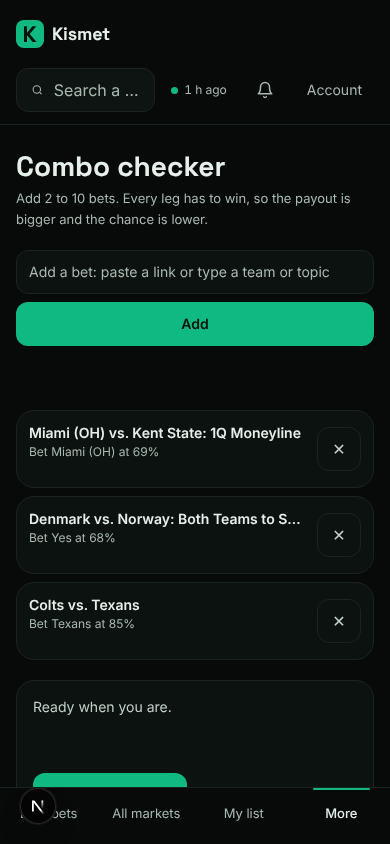 K Kismet
Search a ...
1 h ago
Account
Combo checker
Add 2 to 10 bets. Every leg has to win, so the payout is
bigger and the chance is lower.
Add a bet: paste a link or type a team or topic
Add
Miami (OH) vs. Kent State: 1Q Moneyline
Bet Miami (OH) at 69%
Denmark vs. Norway: Both Teams to S...
Bet Yes at 68%
Colts vs. Texans
Bet Texans at 85%
Ready when you are.
N
bets
All markets
My list
More